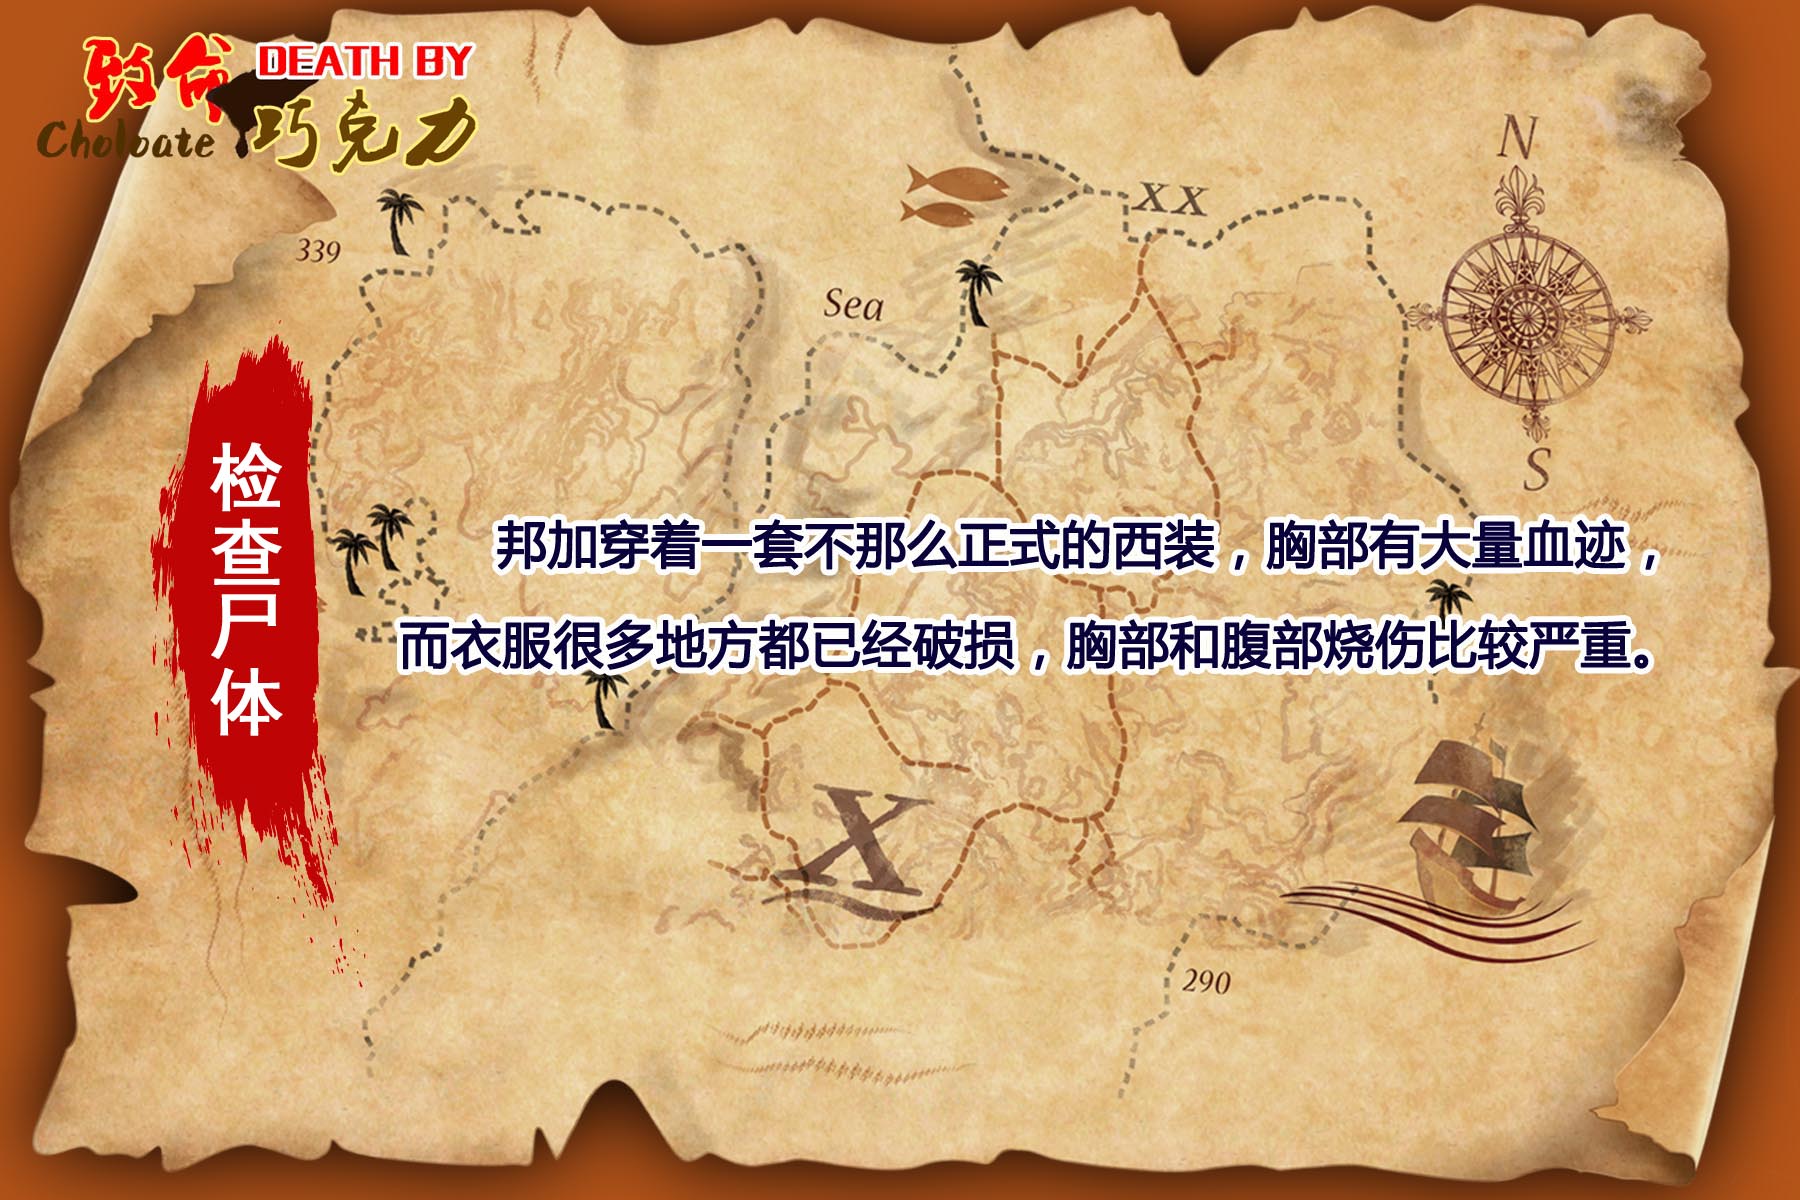 致命
DEATH BY
Choloate
巧克力
339
Sea
XX
N
S
检查尸体
邦加穿着一套不那么正式的西装，胸部有大量血迹，
而衣服很多地方都已经破损，胸部和腹部烧伤比较严重。
X
290